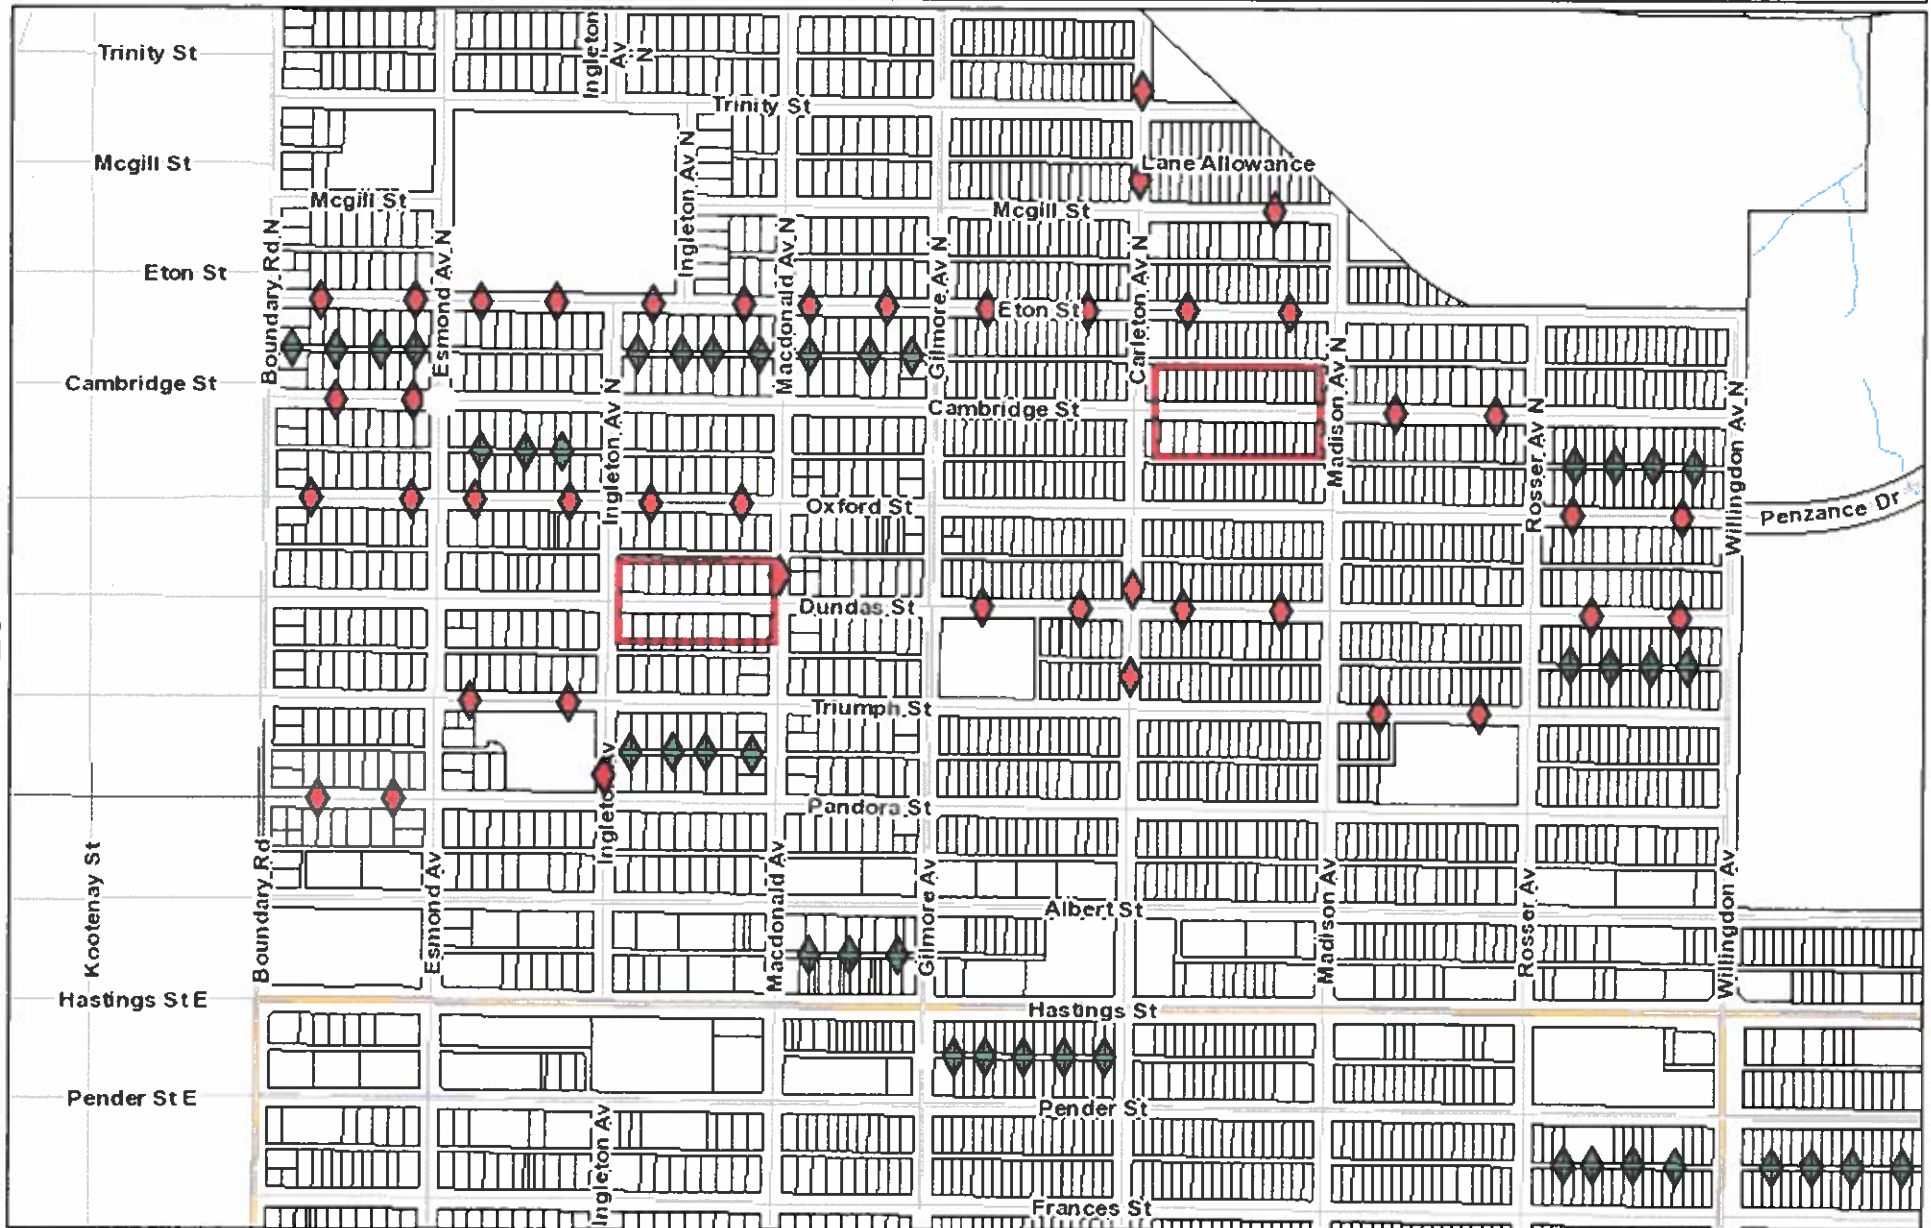 Trinity St
Ingleton Av N
Trinity St
Mcgill St
Ingleton Av N
Lane Allowance
Mcgill St
Mcgill St
Boundary Rd N
Esmond Av N
Macdonald Av N
Gilmore Av N
Carleton Av N
Eton St
Eton St
Madison Av N
Cambridge St
Ingleton Av N
Cambridge St
Rosser Av N
Willingdon Av N
Oxford St
Penzance Dr
Dundas St
Triumph St
Ingleton Av
Pandora St
Kootenay St
Boundary Rd
Esmond Av
Macdonald Av
Gilmore Av
Madison Av
Rosser Av
Willingdon Av
Albert St
Hastings St E
Hastings St
Pender St E
Pender St
Ingleton Av
Frances St